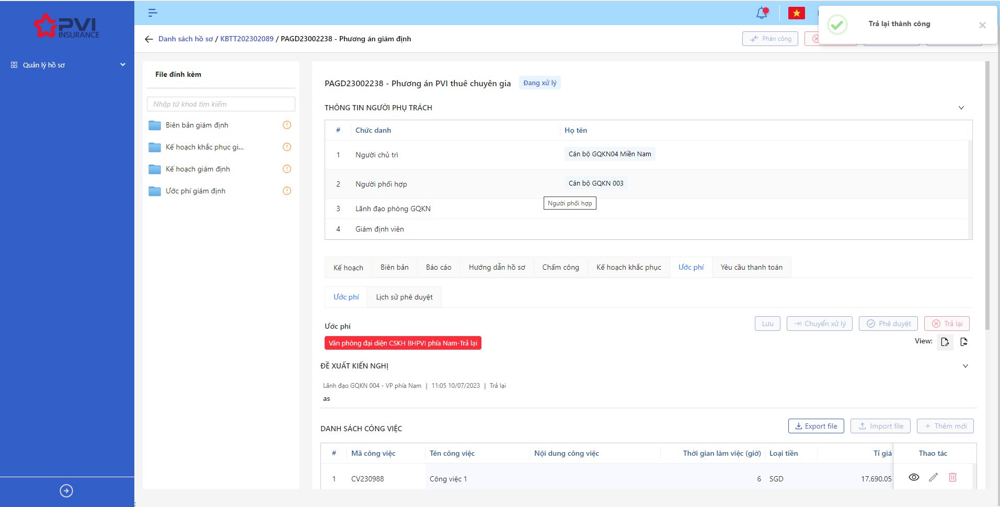 PVI
INSURANCE
Quản lý hồ sơ
Trả lại thành công
Danh sách hồ sơ / KBTT202302089 / PAGD23002238 - Phương án giám định
Phân công
File đính kèm
Nhập từ khoá tìm kiếm
Biên bản giám định
Kế hoạch khắc phục gi...
Kế hoạch giám định
Ước phí giám định
PAGD23002238 - Phương án PVI thuê chuyên gia
Đang xử lý
THÔNG TIN NGƯỜI PHỤ TRÁCH
# Chức danh Họ tên
1 Người chủ trì Cán bộ GQKN04 Miền Nam
2 Người phối hợp Cán bộ GQKN 003
Người phối hợp
3 Lãnh đạo phòng GQKN
4 Giám định viên
Kế hoạch Biên bản Báo cáo Hướng dẫn hồ sơ Chấm công Kế hoạch khắc phục Ước phí Yêu cầu thanh toán
Ước phí Lịch sử phê duyệt
Ước phí
Lưu Chuyển xử lý Phê duyệt Trả lại
Văn phòng đại diện CSKH BHPVI phía Nam-Trả lại
View:
ĐỀ XUẤT KIẾN NGHỊ
Lãnh đạo GQKN 004 - VP phía Nam | 11:05 10/07/2023 | Trả lại
as
DANH SÁCH CÔNG VIỆC
Export file Import file + Thêm mới
# Mã công việc Tên công việc Nội dung công việc Thời gian làm việc (giờ) Loại tiền Tỉ giá Thao tác
1 CV230988 Công việc 1 6 SGD 17,690.05
;